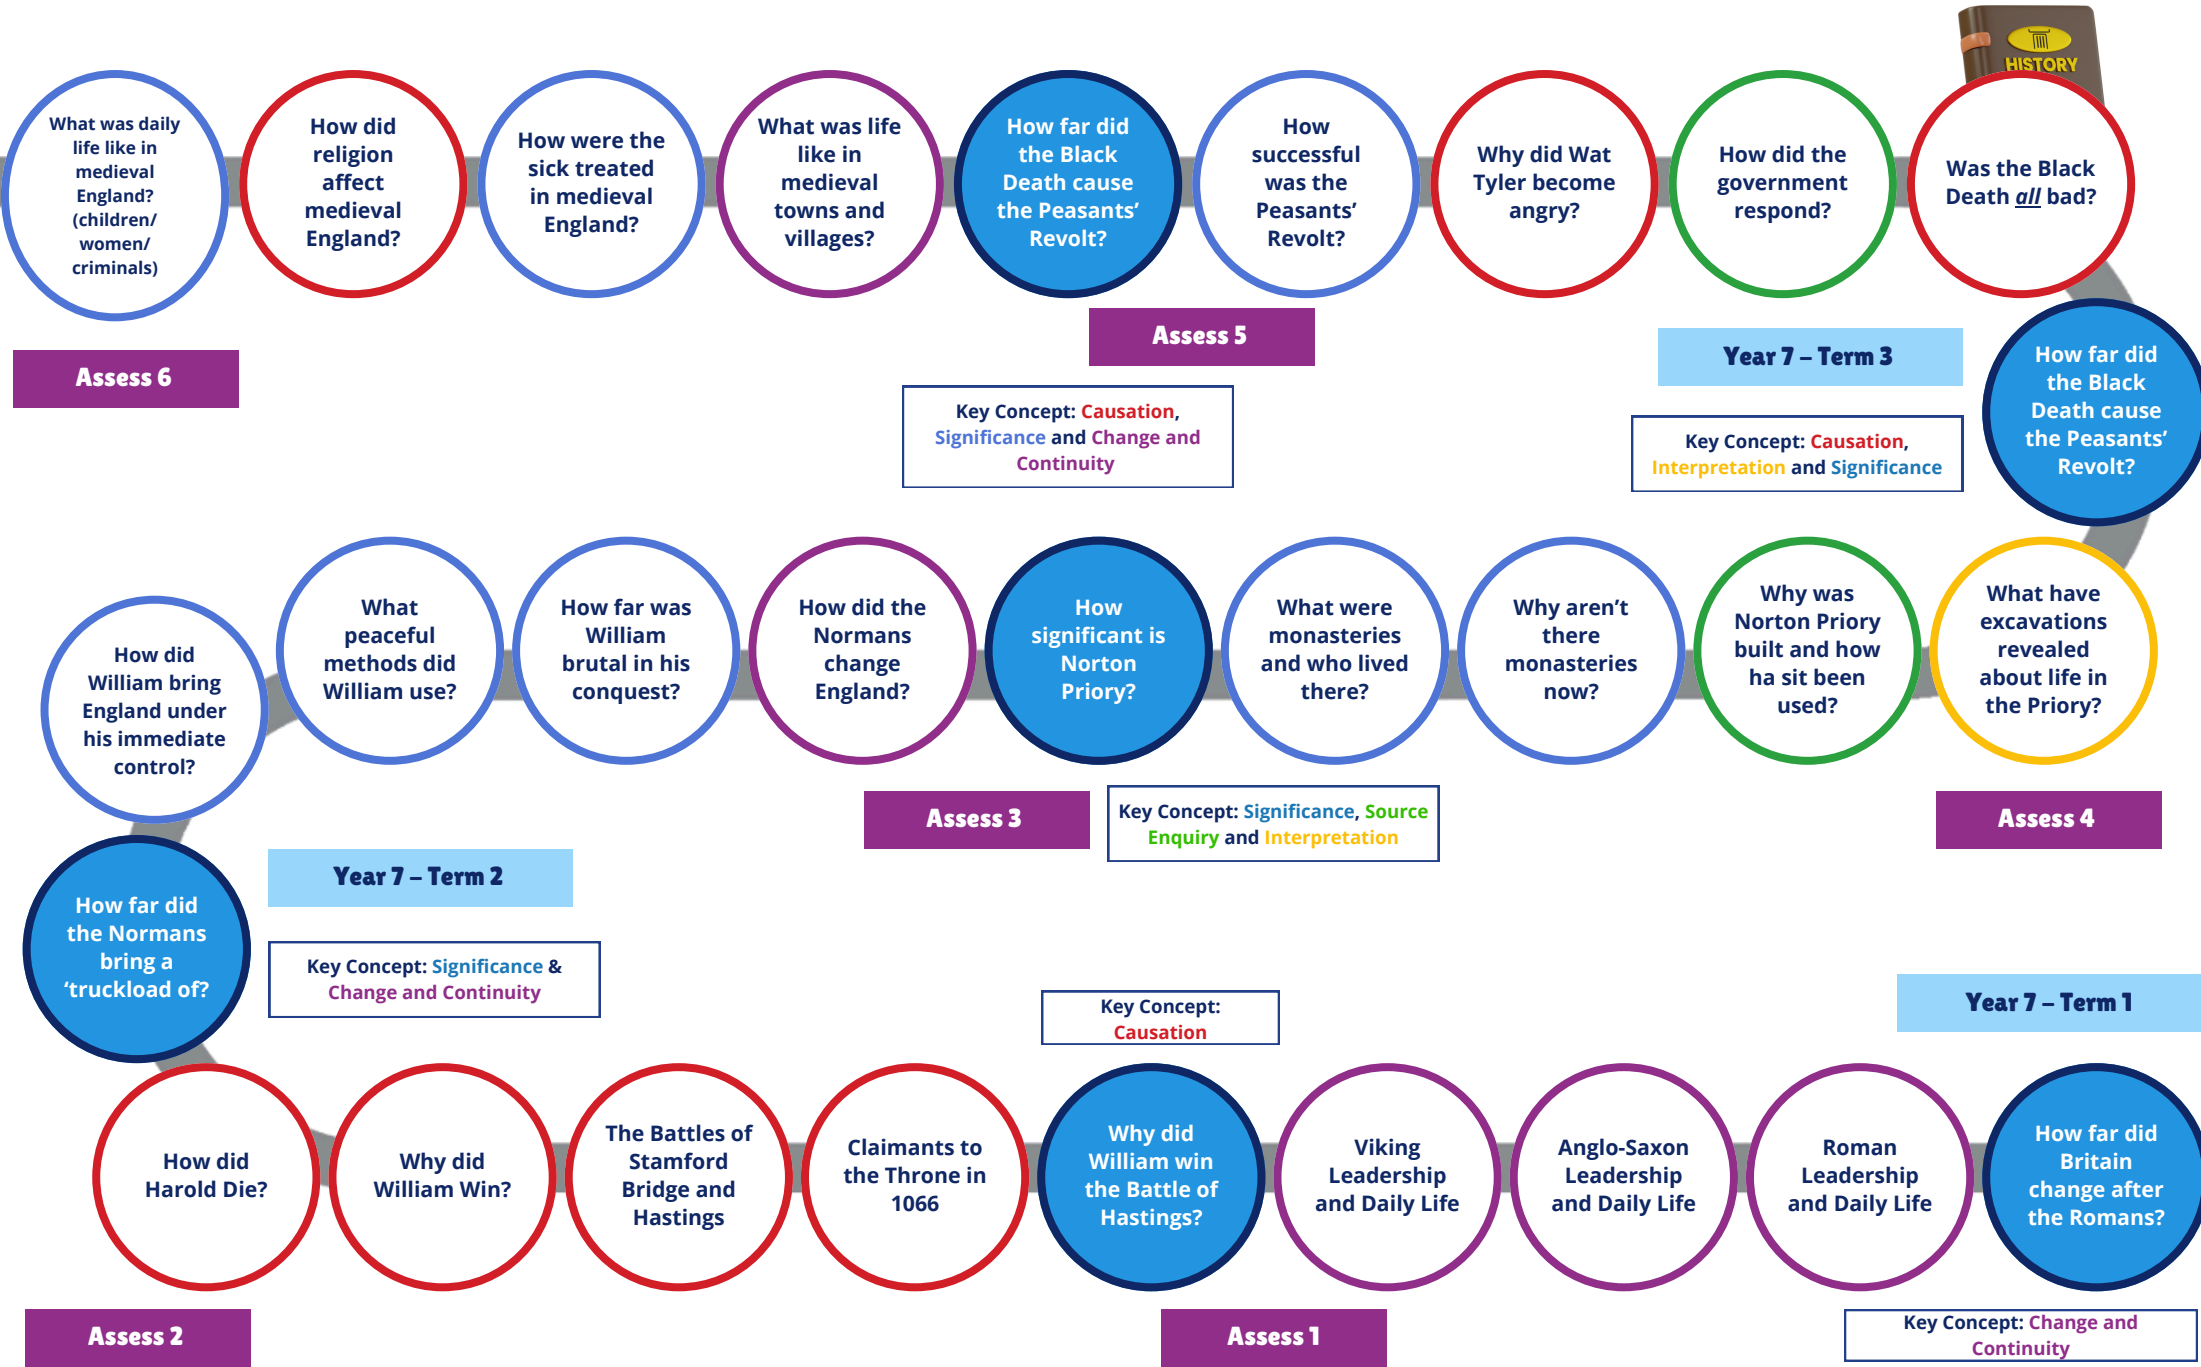 HISTORY
What was daily
life like in
medieval
England?
(children/
women/
criminals)
How did
religion
affect
medieval
England?
How were the
sick treated
in medieval
England?
What was life
like in
medieval
towns and
villages?
How far did
the Black
Death cause
the Peasants’
Revolt?
How
successful
was the
Peasants’
Revolt?
Why did Wat
Tyler become
angry?
How did the
government
respond?
Was the Black
Death all bad?
Assess 6
Assess 5
Key Concept: Causation,
Significance and Change and
Continuity
Year 7 – Term 3
Key Concept: Causation,
Interpretation and Significance
How far did
the Black
Death cause
the Peasants’
Revolt?
How did
William bring
England under
his immediate
control?
What
peaceful
methods did
William use?
How far was
William
brutal in his
conquest?
How did the
Normans
change
England?
How
significant is
Norton
Priory?
What were
monasteries
and who lived
there?
Why aren’t
there
monasteries
now?
Why was
Norton Priory
built and how
ha sit been
used?
What have
excavations
revealed
about life in
the Priory?
Assess 3
Key Concept: Significance, Source
Enquiry and Interpretation
Assess 4
How far did
the Normans
bring a
‘truckload of?
Year 7 – Term 2
Key Concept: Significance &
Change and Continuity
Key Concept:
Causation
Year 7 – Term 1
How did
Harold Die?
Why did
William Win?
The Battles of
Stamford
Bridge and
Hastings
Claimants to
the Throne in
1066
Why did
William win
the Battle of
Hastings?
Viking
Leadership
and Daily Life
Anglo-Saxon
Leadership
and Daily Life
Roman
Leadership
and Daily Life
How far did
Britain
change after
the Romans?
Assess 2
Assess 1
Key Concept: Change and
Continuity